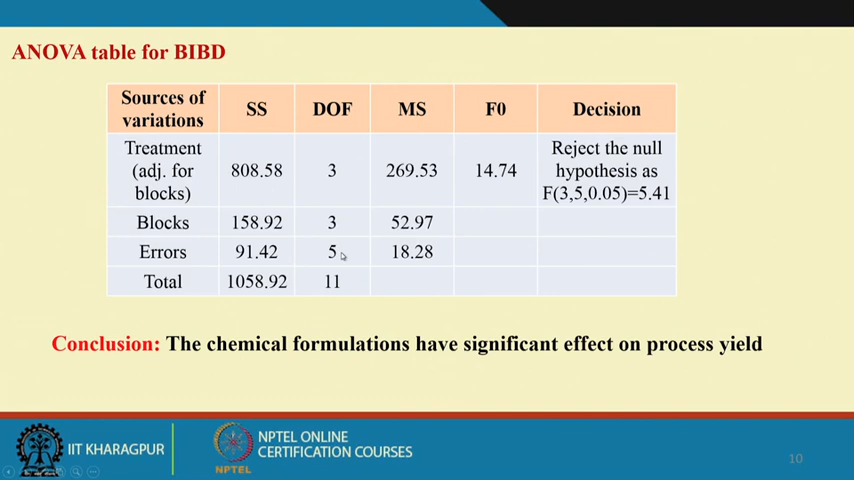 ANOVA table for BIBD
Sources of variations SS DOF MS F0 Decision
Treatment (adj. for blocks) 808.58 3 269.53 14.74 Reject the null hypothesis as F(3,5,0.05)=5.41
Blocks 158.92 3 52.97
Errors 91.42 5 18.28
Total 1058.92 11
Conclusion: The chemical formulations have significant effect on process yield
IIT KHARAGPUR
NPTEL
NPTEL ONLINE
CERTIFICATION COURSES
10